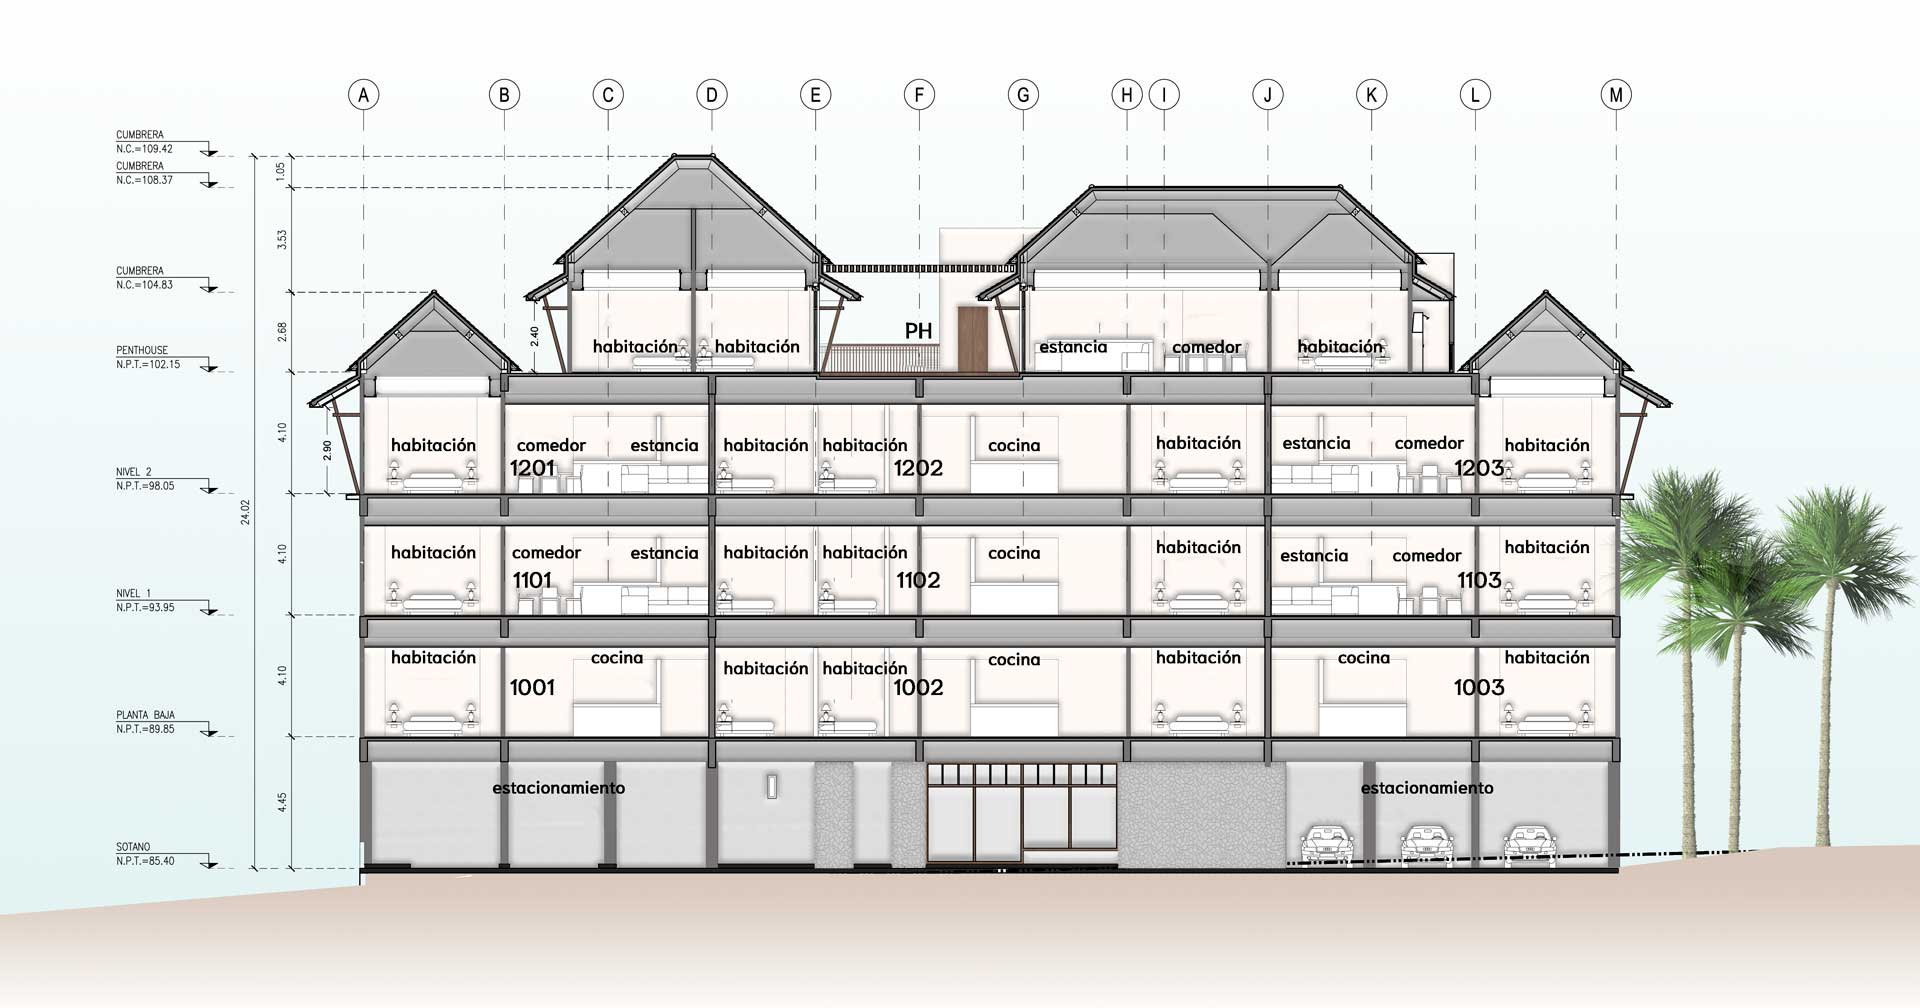 A B C D E F G H I J K L M
CUMBRERA
N.C.=109.42
CUMBRERA
N.C.=108.37
1.05
3.53
CUMBRERA
N.C.=104.83
2.68
2.40
PH
habitación habitación estancia comedor habitación
PENTHOUSE
N.P.T.=102.15
4.10
2.90
habitación comedor estancia habitación habitación cocina habitación estancia comedor habitación
1201 1202 1203
NIVEL 2
N.P.T.=98.05
24.02
4.10
habitación comedor estancia habitación habitación cocina habitación estancia comedor habitación
1101 1102 1103
NIVEL 1
N.P.T.=93.95
4.10
habitación cocina habitación habitación cocina habitación cocina habitación
1001 1002 1003
PLANTA BAJA
N.P.T.=89.85
4.45
estacionamiento estacionamiento
SOTANO
N.P.T.=85.40